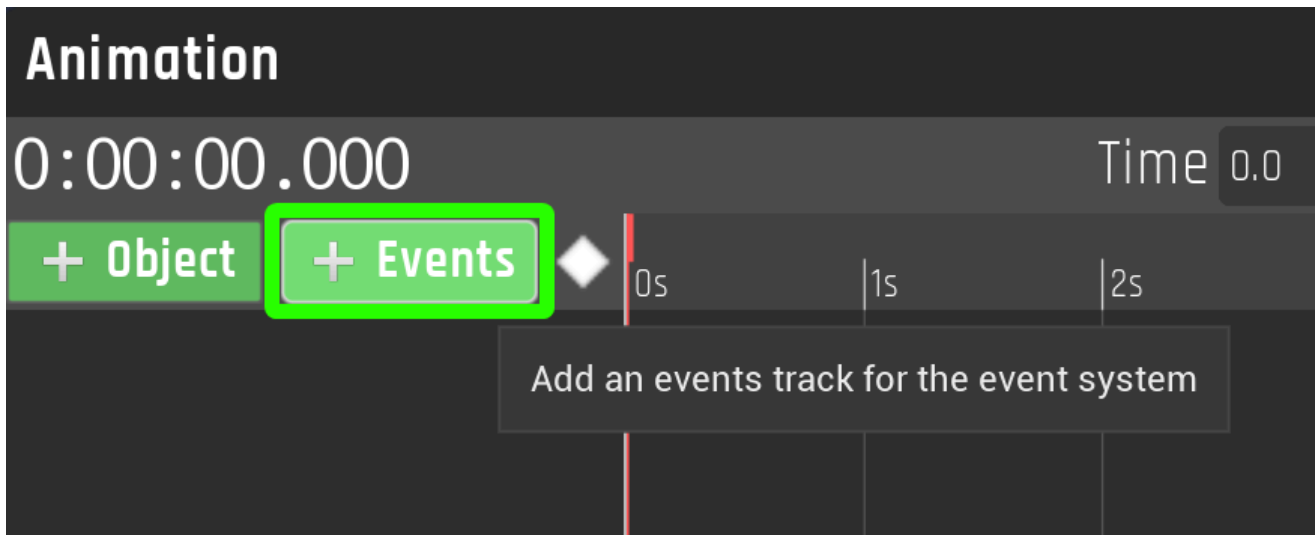 Animation
0:00:00.000 Time 0.0
+ Object + Events 0s 1s 2s
Add an events track for the event system